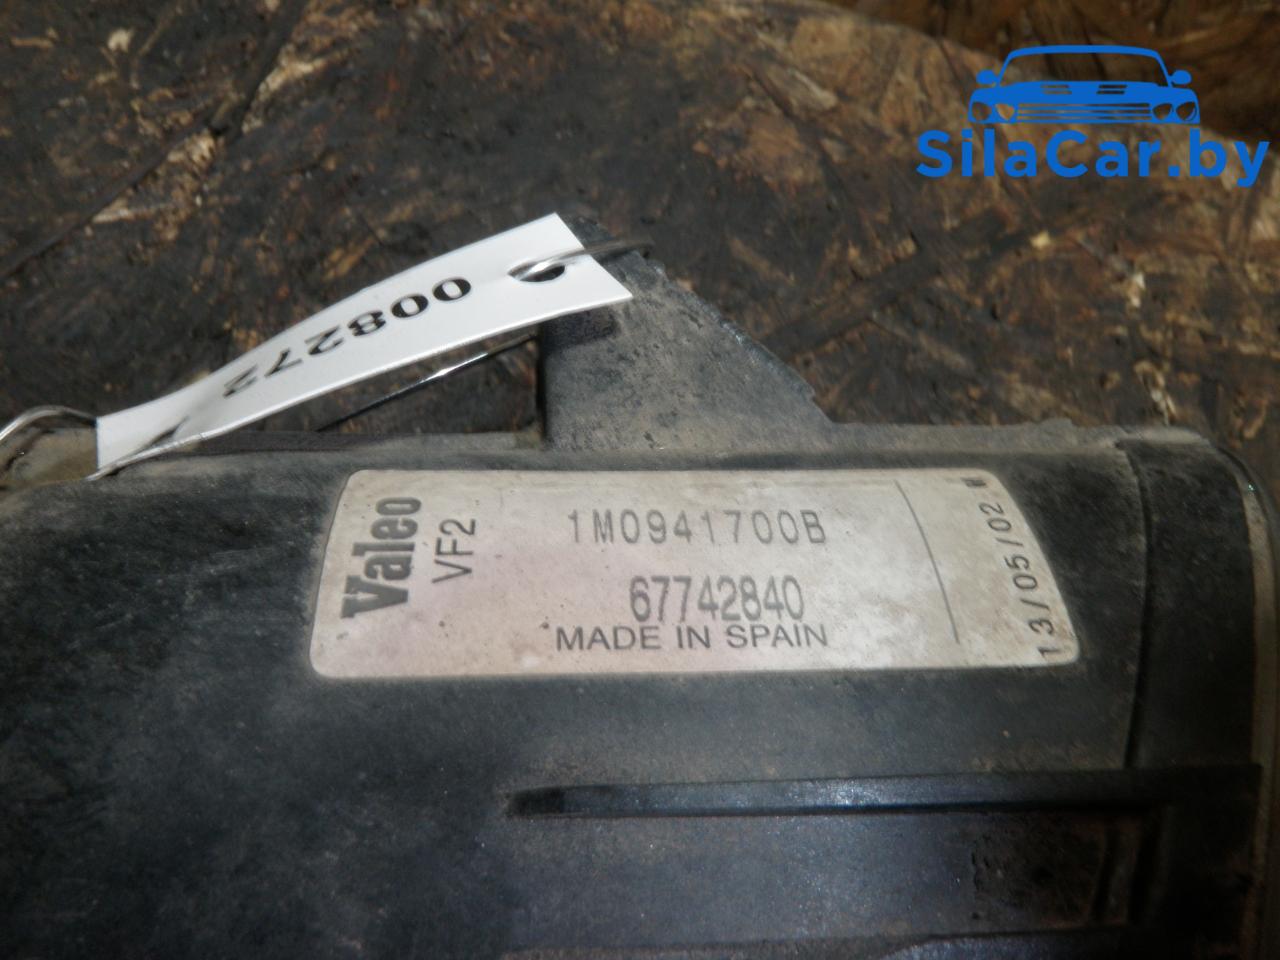 SilaCar.by
008272
Valeo
VF2
1M0941700B
67742840
MADE IN SPAIN
13/05/02 M